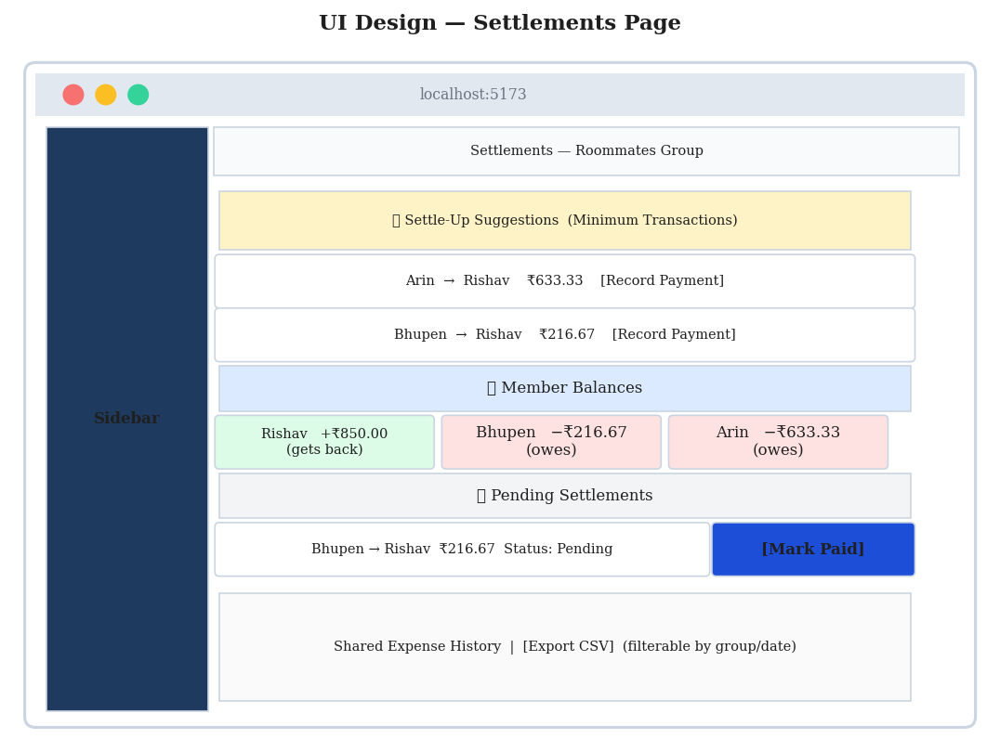 UI Design — Settlements Page
localhost:5173
Sidebar
Settlements — Roommates Group
Settle-Up Suggestions  (Minimum Transactions)
Arin  →  Rishav    ₹633.33    [Record Payment]
Bhupen  →  Rishav    ₹216.67    [Record Payment]
Member Balances
Rishav   +₹850.00
(gets back)
Bhupen   −₹216.67
(owes)
Arin   −₹633.33
(owes)
Pending Settlements
Bhupen → Rishav  ₹216.67  Status: Pending
[Mark Paid]
Shared Expense History  |  [Export CSV]  (filterable by group/date)